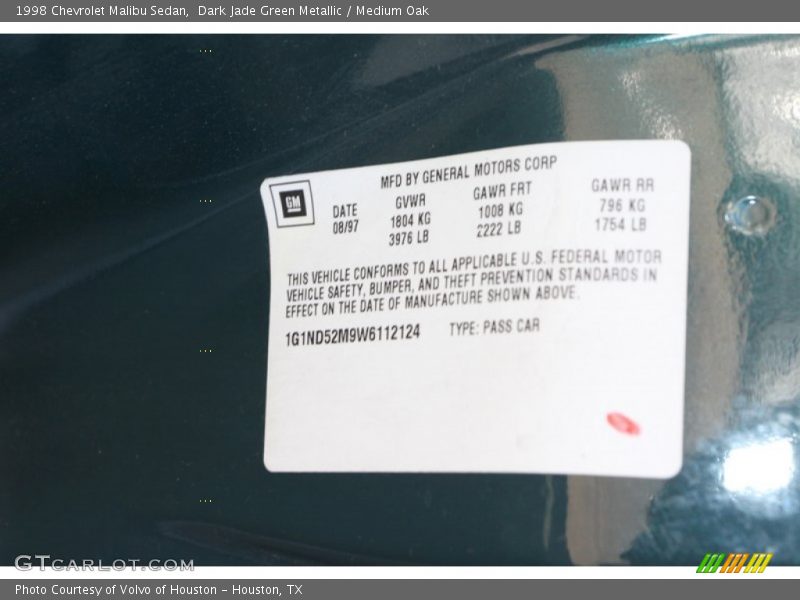 1998 Chevrolet Malibu Sedan,  Dark Jade Green Metallic / Medium Oak
MFD BY GENERAL MOTORS CORP
GM
DATE GVWR GAWR FRT GAWR RR
08/97 1804 KG 1008 KG 796 KG
3976 LB 2222 LB 1754 LB
THIS VEHICLE CONFORMS TO ALL APPLICABLE U.S. FEDERAL MOTOR
VEHICLE SAFETY, BUMPER, AND THEFT PREVENTION STANDARDS IN
EFFECT ON THE DATE OF MANUFACTURE SHOWN ABOVE.
1G1ND52M9W6112124 TYPE: PASS CAR
GTCARLOT.COM
Photo Courtesy of Volvo of Houston - Houston, TX